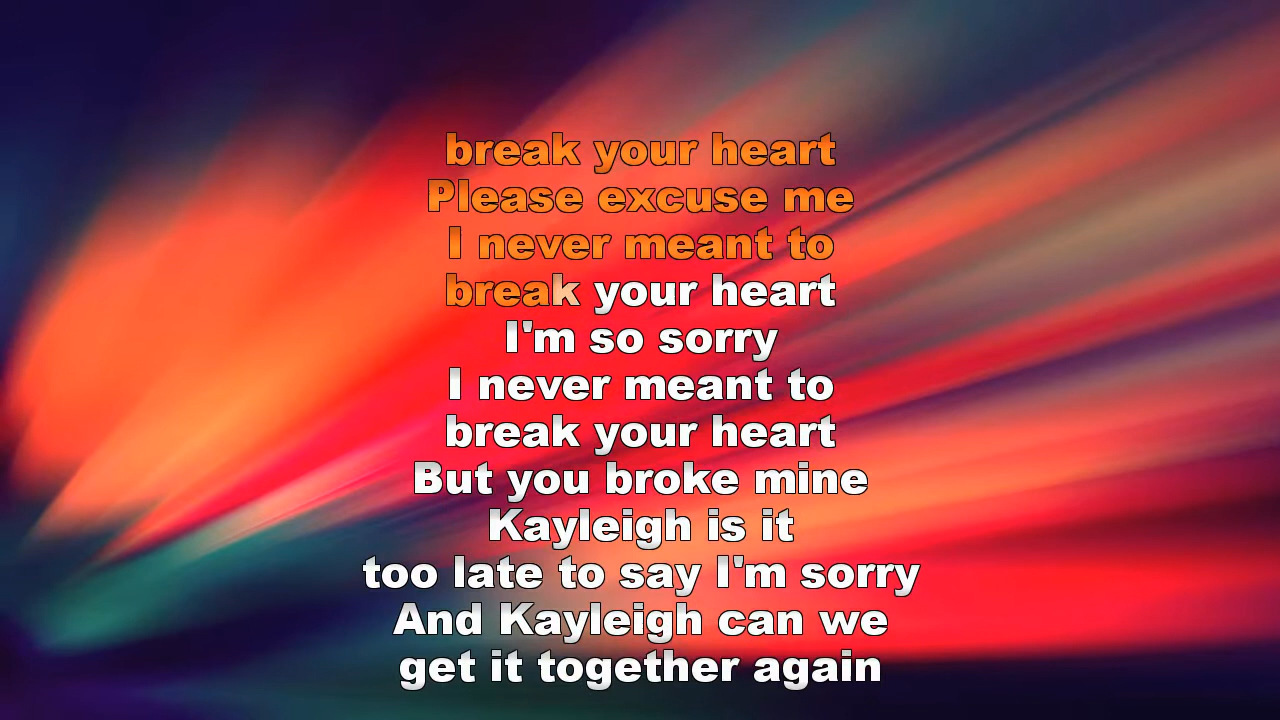 break your heart
Please excuse me
I never meant to
break your heart
I'm so sorry
I never meant to
break your heart
But you broke mine
Kayleigh is it
too late to say I'm sorry
And Kayleigh can we
get it together again